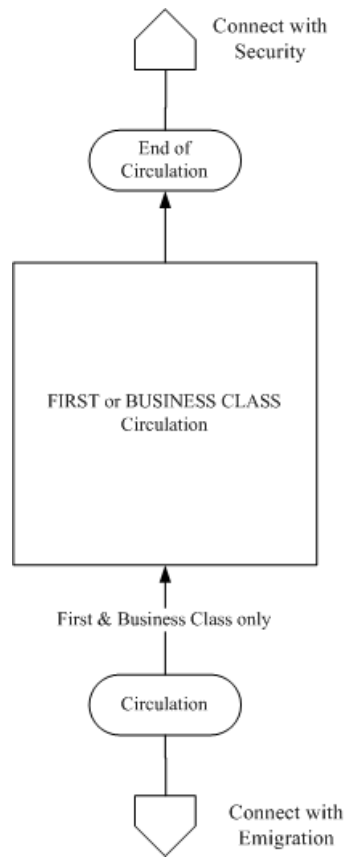 Connect with
Security
End of
Circulation
FIRST or BUSINESS CLASS
Circulation
First & Business Class only
Circulation
Connect with
Emigration